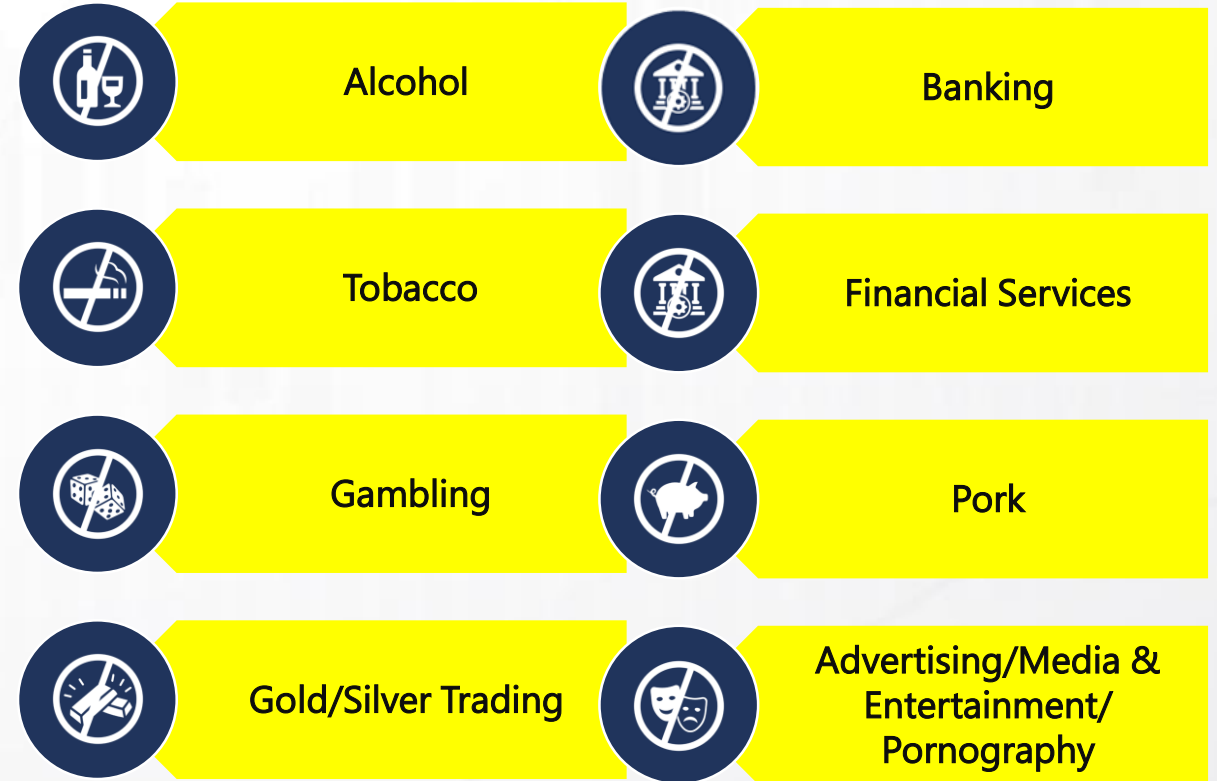 Alcohol
Banking
Tobacco
Financial Services
Gambling
Pork
Gold/Silver Trading
Advertising/Media &
Entertainment/
Pornography